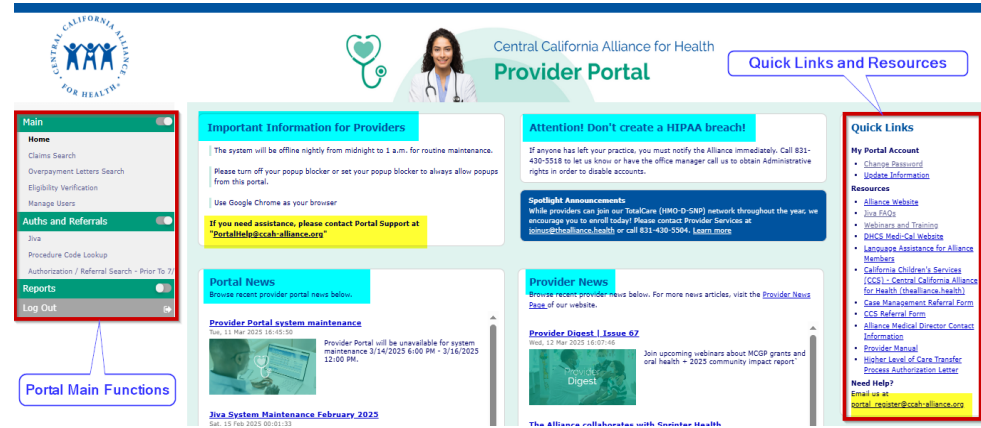 CENTRAL CALIFORNIA ALLIANCE
FOR HEALTH
Central California Alliance for Health
Provider Portal
Quick Links and Resources
Main
Home
Claims Search
Overpayment Letters Search
Eligibility Verification
Manage Users
Auths and Referrals
Jiva
Procedure Code Lookup
Authorization / Referral Search - Prior To 7/
Reports
Log Out
Portal Main Functions
Important Information for Providers
The system will be offline nightly from midnight to 1 a.m. for routine maintenance.
Please turn off your popup blocker or set your popup blocker to always allow popups
from this portal.
Use Google Chrome as your browser
If you need assistance, please contact Portal Support at
"PortalHelp@ccah-alliance.org"
Attention! Don't create a HIPAA breach!
If anyone has left your practice, you must notify the Alliance immediately. Call 831-
430-5518 to let us know or have the office manager call us to obtain Administrative
rights in order to disable accounts.
Spotlight Announcements
While providers can join our TotalCare (HMO-D-SNP) network throughout the year, we
encourage you to enroll today! Please contact Provider Services at
joinus@thealliance.health or call 831-430-5504. Learn more
Portal News
Browse recent provider portal news below.
Provider Portal system maintenance
Tue, 11 Mar 2025 16:45:50
Provider Portal will be unavailable for system
maintenance 3/14/2025 6:00 PM - 3/16/2025
12:00 PM.
Jiva System Maintenance February 2025
Sat, 15 Feb 2025 00:01:33
Provider News
Browse recent provider news below. For more news articles, visit the Provider News
Page of our website.
Provider Digest | Issue 67
Wed, 12 Mar 2025 16:07:46
Provider
Digest
Join upcoming webinars about MCGP grants and
oral health + 2025 community impact report`
The Alliance collaborates with Sprinter Health
Quick Links
My Portal Account
• Change Password
• Update Information
Resources
• Alliance Website
• Jiva FAQs
• Webinars and Training
• DHCS Medi-Cal Website
• Language Assistance for Alliance
Members
• California Children's Services
(CCS) - Central California Alliance
for Health (thealliance.health)
• Case Management Referral Form
• CCS Referral Form
• Alliance Medical Director Contact
Information
• Provider Manual
• Higher Level of Care Transfer
Process Authorization Letter
Need Help?
Email us at
portal_register@ccah-alliance.org